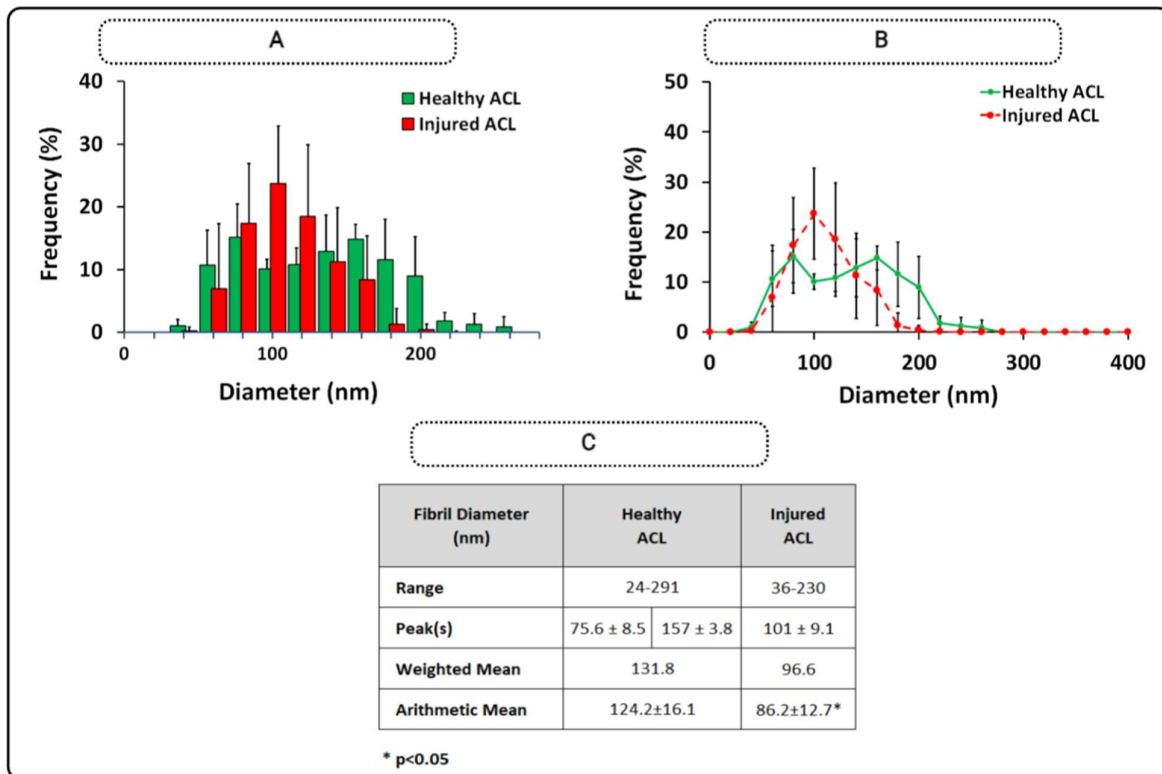 A
40
30
20
10
0
Frequency (%)
Healthy ACL
Injured ACL
0 100 200
Diameter (nm)
B
50
40
30
20
10
0
Frequency (%)
Healthy ACL
Injured ACL
0 100 200 300 400
Diameter (nm)
C
Fibril Diameter (nm) Healthy ACL Injured ACL
Range 24-291 36-230
Peak(s) 75.6 ± 8.5 157 ± 3.8 101 ± 9.1
Weighted Mean 131.8 96.6
Arithmetic Mean 124.2±16.1 86.2±12.7*
* p<0.05